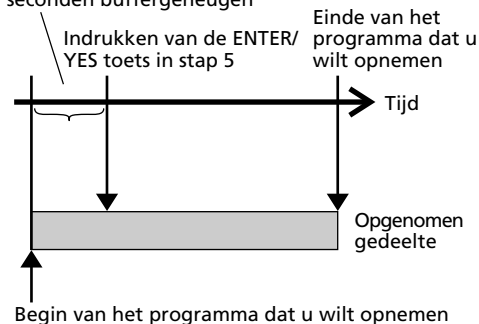 seconden buffergeheugen
Indrukken van de ENTER/
YES toets in stap 5
Einde van het
programma dat u
wilt opnemen
Tijd
Opgenomen
gedeelte
Begin van het programma dat u wilt opnemen